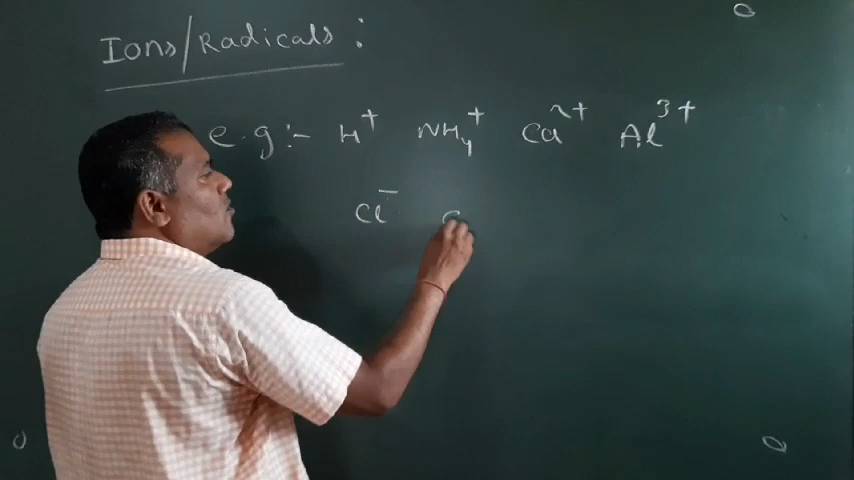 Ions/Radicals :
e.g :- H⁺ NH₄⁺ Ca²⁺ Al³⁺
Cl⁻